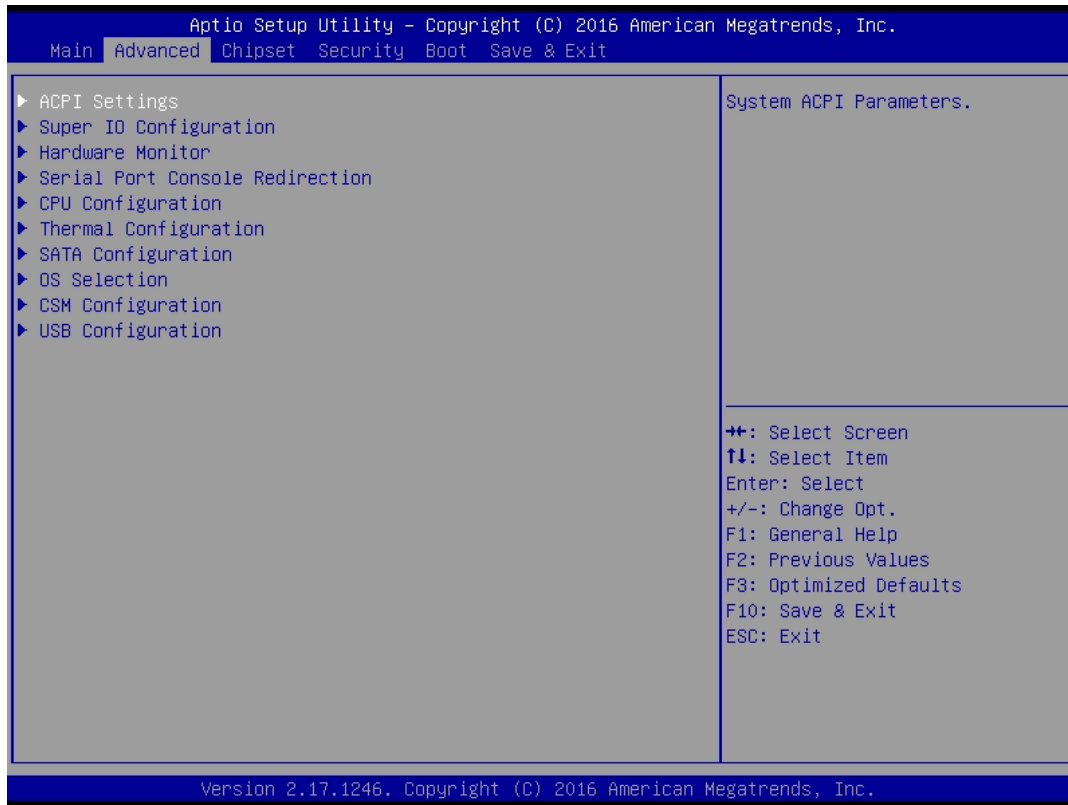 Aptio Setup Utility – Copyright (C) 2016 American Megatrends, Inc.
Main Advanced Chipset Security Boot Save & Exit
ACPI Settings
Super IO Configuration
Hardware Monitor
Serial Port Console Redirection
CPU Configuration
Thermal Configuration
SATA Configuration
OS Selection
CSM Configuration
USB Configuration
System ACPI Parameters.
→←: Select Screen
↑↓: Select Item
Enter: Select
+/-: Change Opt.
F1: General Help
F2: Previous Values
F3: Optimized Defaults
F10: Save & Exit
ESC: Exit
Version 2.17.1246. Copyright (C) 2016 American Megatrends, Inc.